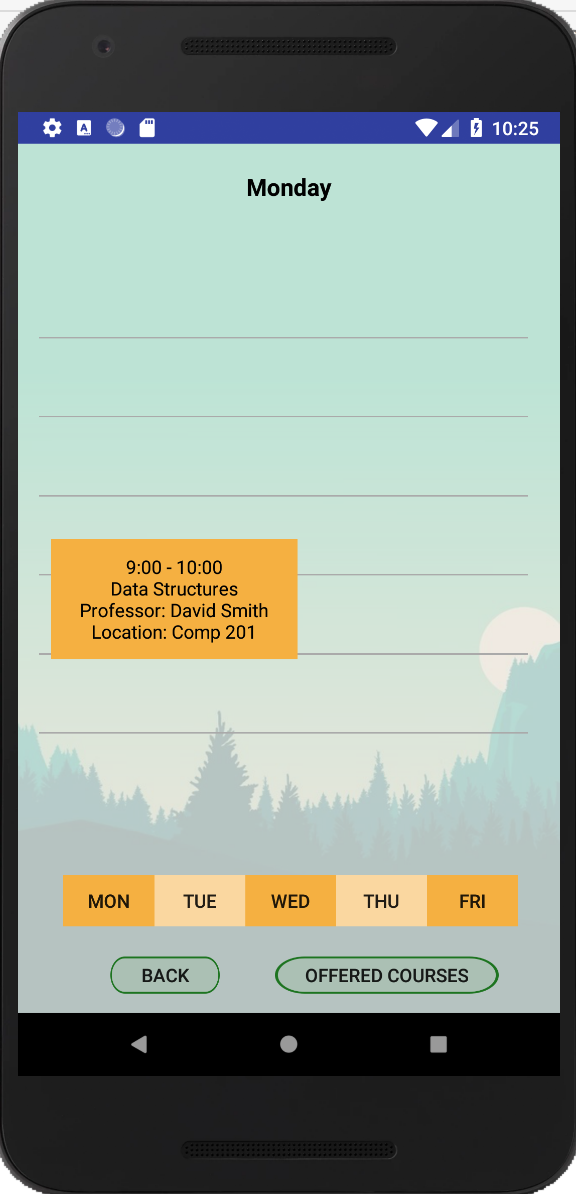 10:25
Monday
9:00 - 10:00
Data Structures
Professor: David Smith
Location: Comp 201
MON TUE WED THU FRI
BACK OFFERED COURSES